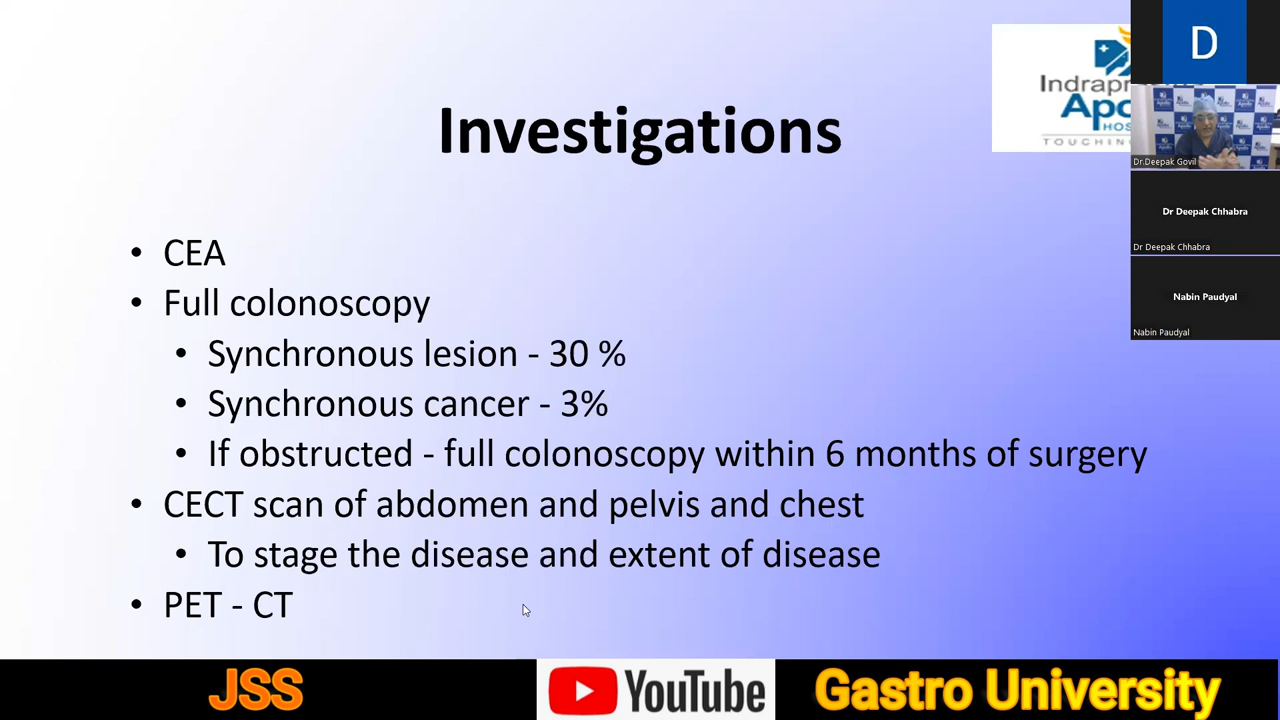 Investigations
• CEA
• Full colonoscopy
• Synchronous lesion - 30 %
• Synchronous cancer - 3%
• If obstructed - full colonoscopy within 6 months of surgery
• CECT scan of abdomen and pelvis and chest
• To stage the disease and extent of disease
• PET - CT
D
Dr.Deepak Govil
Dr Deepak Chhabra
Dr Deepak Chhabra
Nabin Paudyal
Nabin Paudyal
JSS
YouTube
Gastro University